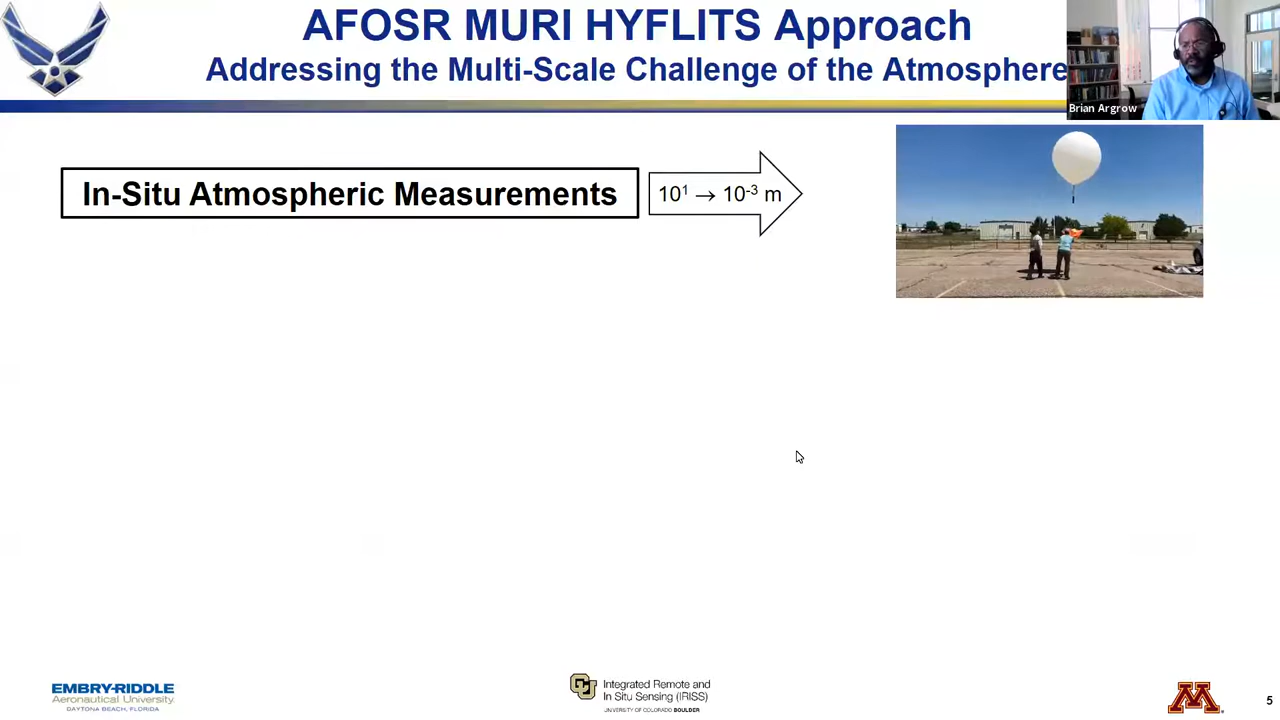 AFOSR MURI HYFLITS Approach
Addressing the Multi-Scale Challenge of the Atmosphere
Brian Argrow
In-Situ Atmospheric Measurements
10¹ → 10⁻³ m
EMBRY-RIDDLE
Aeronautical University
DAYTONA BEACH, FLORIDA
CU
Integrated Remote and
In Situ Sensing (IRISS)
UNIVERSITY OF COLORADO BOULDER
M
5